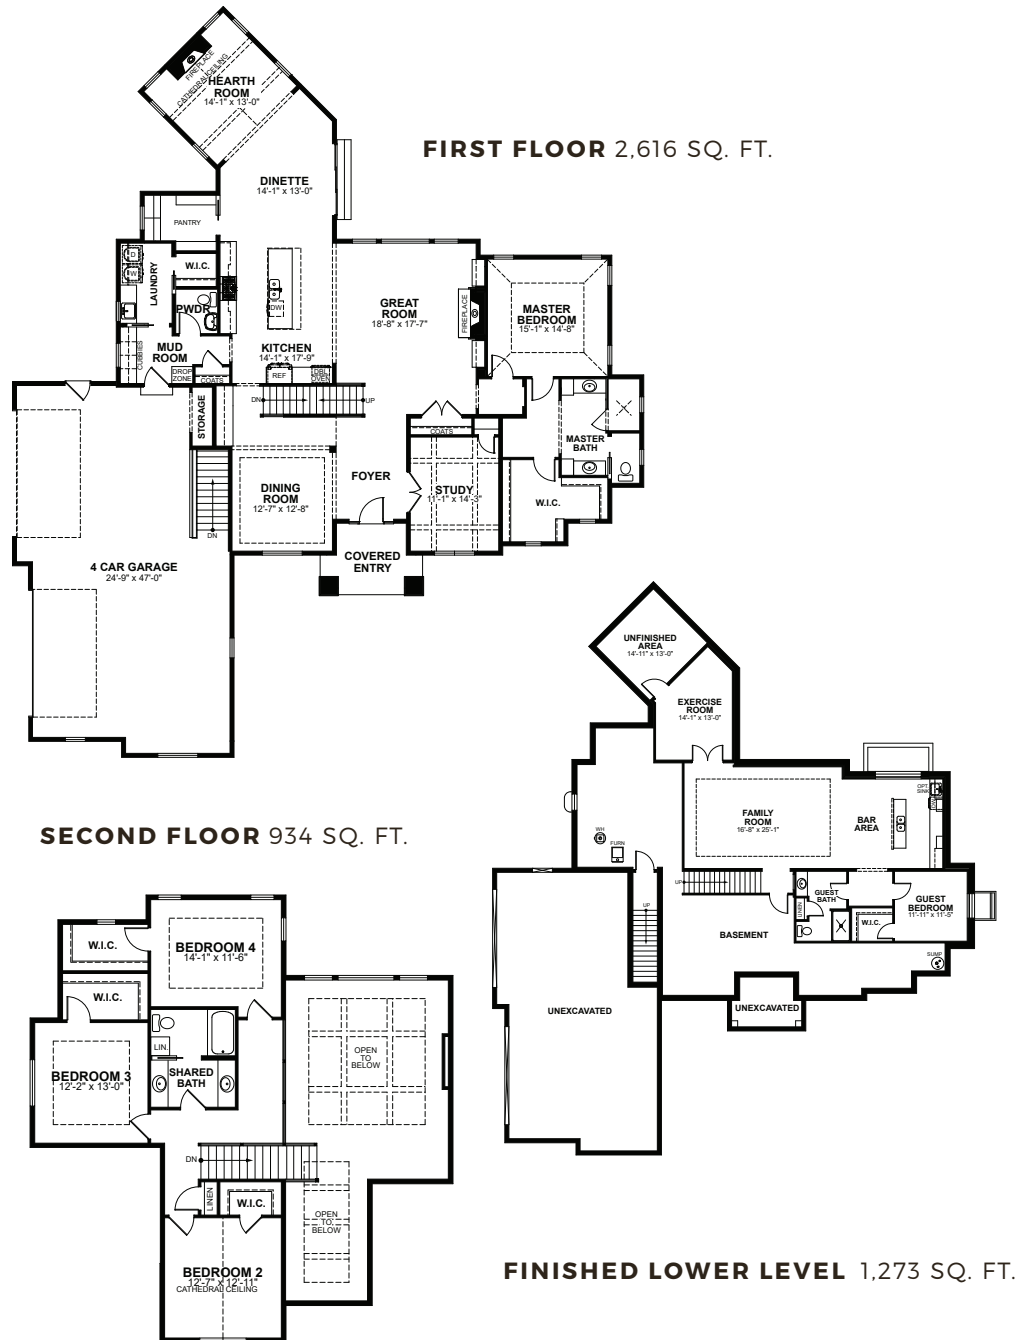 FIREPLACE
CATHEDRAL CEILING
HEARTH
ROOM
14'-1" x 13'-0"
FIRST FLOOR 2,616 SQ. FT.
DINETTE
14'-1" x 13'-0"
PANTRY
D
W
LAUNDRY
W.I.C.
PWDR
DW
GREAT
ROOM
18'-8" x 17'-7"
FIREPLACE
MASTER
BEDROOM
15'-1" x 14'-8"
CUBBIES
MUD
ROOM
DROP
ZONE
COATS
KITCHEN
14'-1" x 17'-9"
REF
DBL
OVEN
STORAGE
DN
UP
COATS
MASTER
BATH
DINING
ROOM
12'-7" x 12'-8"
FOYER
STUDY
11'-1" x 14'-3"
W.I.C.
DN
COVERED
ENTRY
4 CAR GARAGE
24'-9" x 47'-0"
UNFINISHED
AREA
14'-11" x 13'-0"
EXERCISE
ROOM
14'-1" x 13'-0"
FAMILY
ROOM
16'-8" x 25'-1"
BAR
AREA
OPT.
SINK
DW
WH
FURN
UP
UP
GUEST
BATH
LINEN
W.I.C.
GUEST
BEDROOM
11'-11" x 11'-5"
BASEMENT
SUMP
UNEXCAVATED
UNEXCAVATED
SECOND FLOOR 934 SQ. FT.
W.I.C.
BEDROOM 4
14'-1" x 11'-6"
W.I.C.
LIN.
SHARED
BATH
BEDROOM 3
12'-2" x 13'-0"
OPEN
TO
BELOW
DN
LINEN
W.I.C.
OPEN
TO
BELOW
BEDROOM 2
12'-7" x 12'-11"
CATHEDRAL CEILING
FINISHED LOWER LEVEL 1,273 SQ. FT.